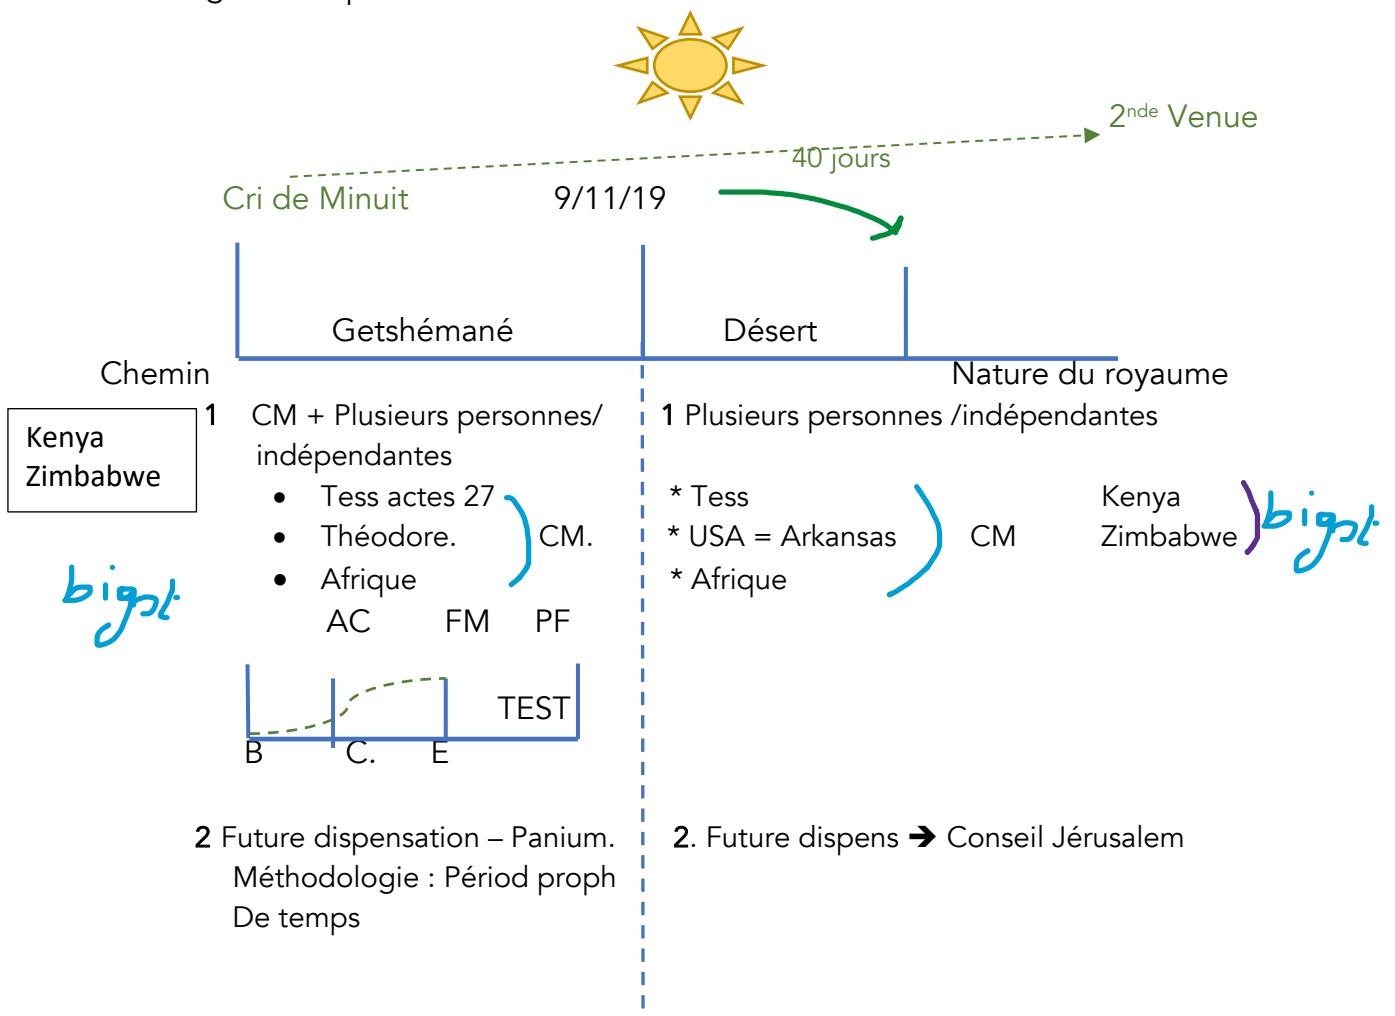 2nde Venue
40 jours
Cri de Minuit 9/11/19
Getshémané Désert
Chemin Nature du royaume
Kenya
Zimbabwe
1 CM + Plusieurs personnes/
indépendantes
• Tess actes 27
• Théodore. CM.
• Afrique
AC FM PF
TEST
B C. E
2 Future dispensation – Panium.
Méthodologie : Périod proph
De temps
1 Plusieurs personnes /indépendantes
* Tess
* USA = Arkansas CM
* Afrique
Kenya
Zimbabwe
2. Future dispens ➔ Conseil Jérusalem